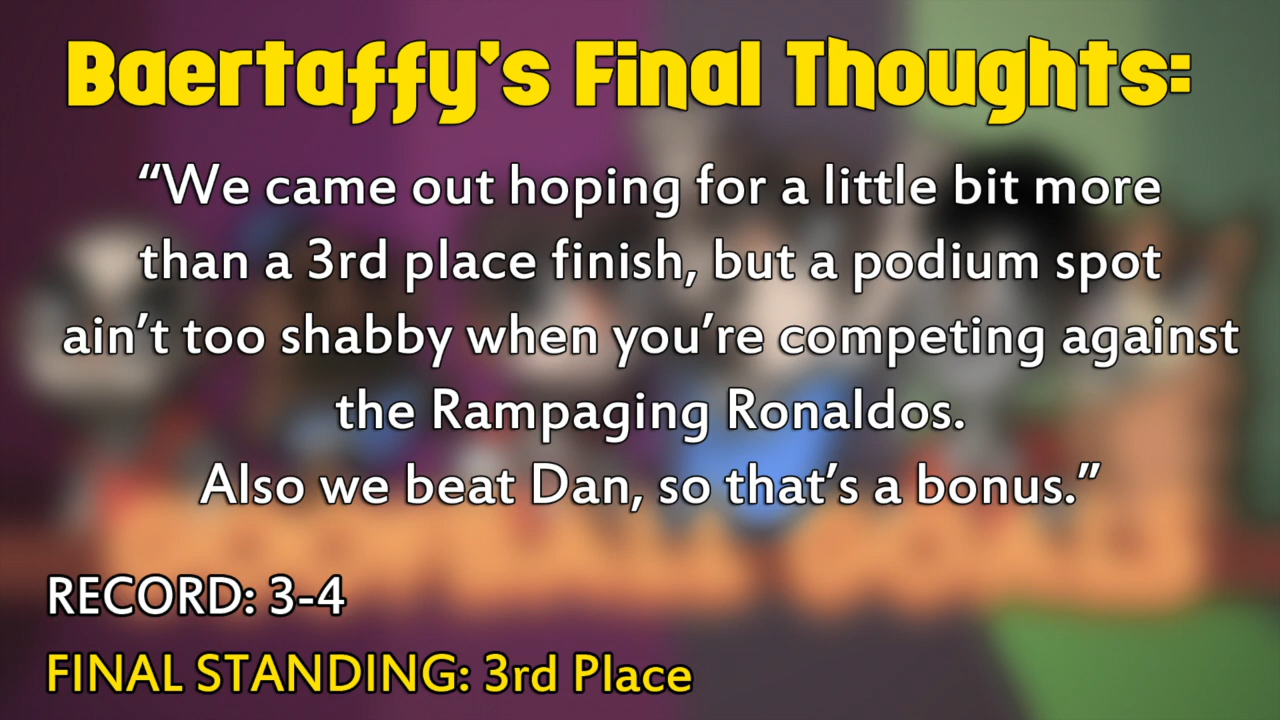 Baertaffy's Final Thoughts:
“We came out hoping for a little bit more
than a 3rd place finish, but a podium spot
ain’t too shabby when you’re competing against
the Rampaging Ronaldos.
Also we beat Dan, so that’s a bonus.”
RECORD: 3-4
FINAL STANDING: 3rd Place